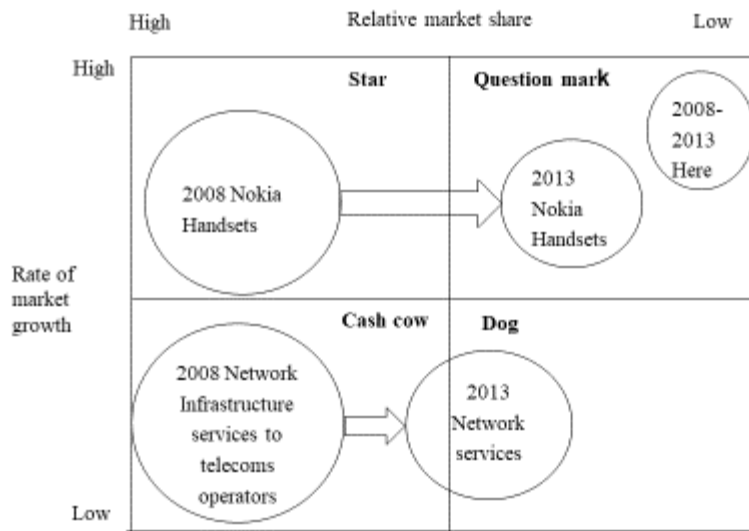 High Relative market share Low
High
Star
Question mark
2008-
2013
Here
2008 Nokia
Handsets
2013
Nokia
Handsets
Rate of
market
growth
Cash cow
Dog
2008 Network
Infrastructure
services to
telecoms
operators
2013
Network
services
Low